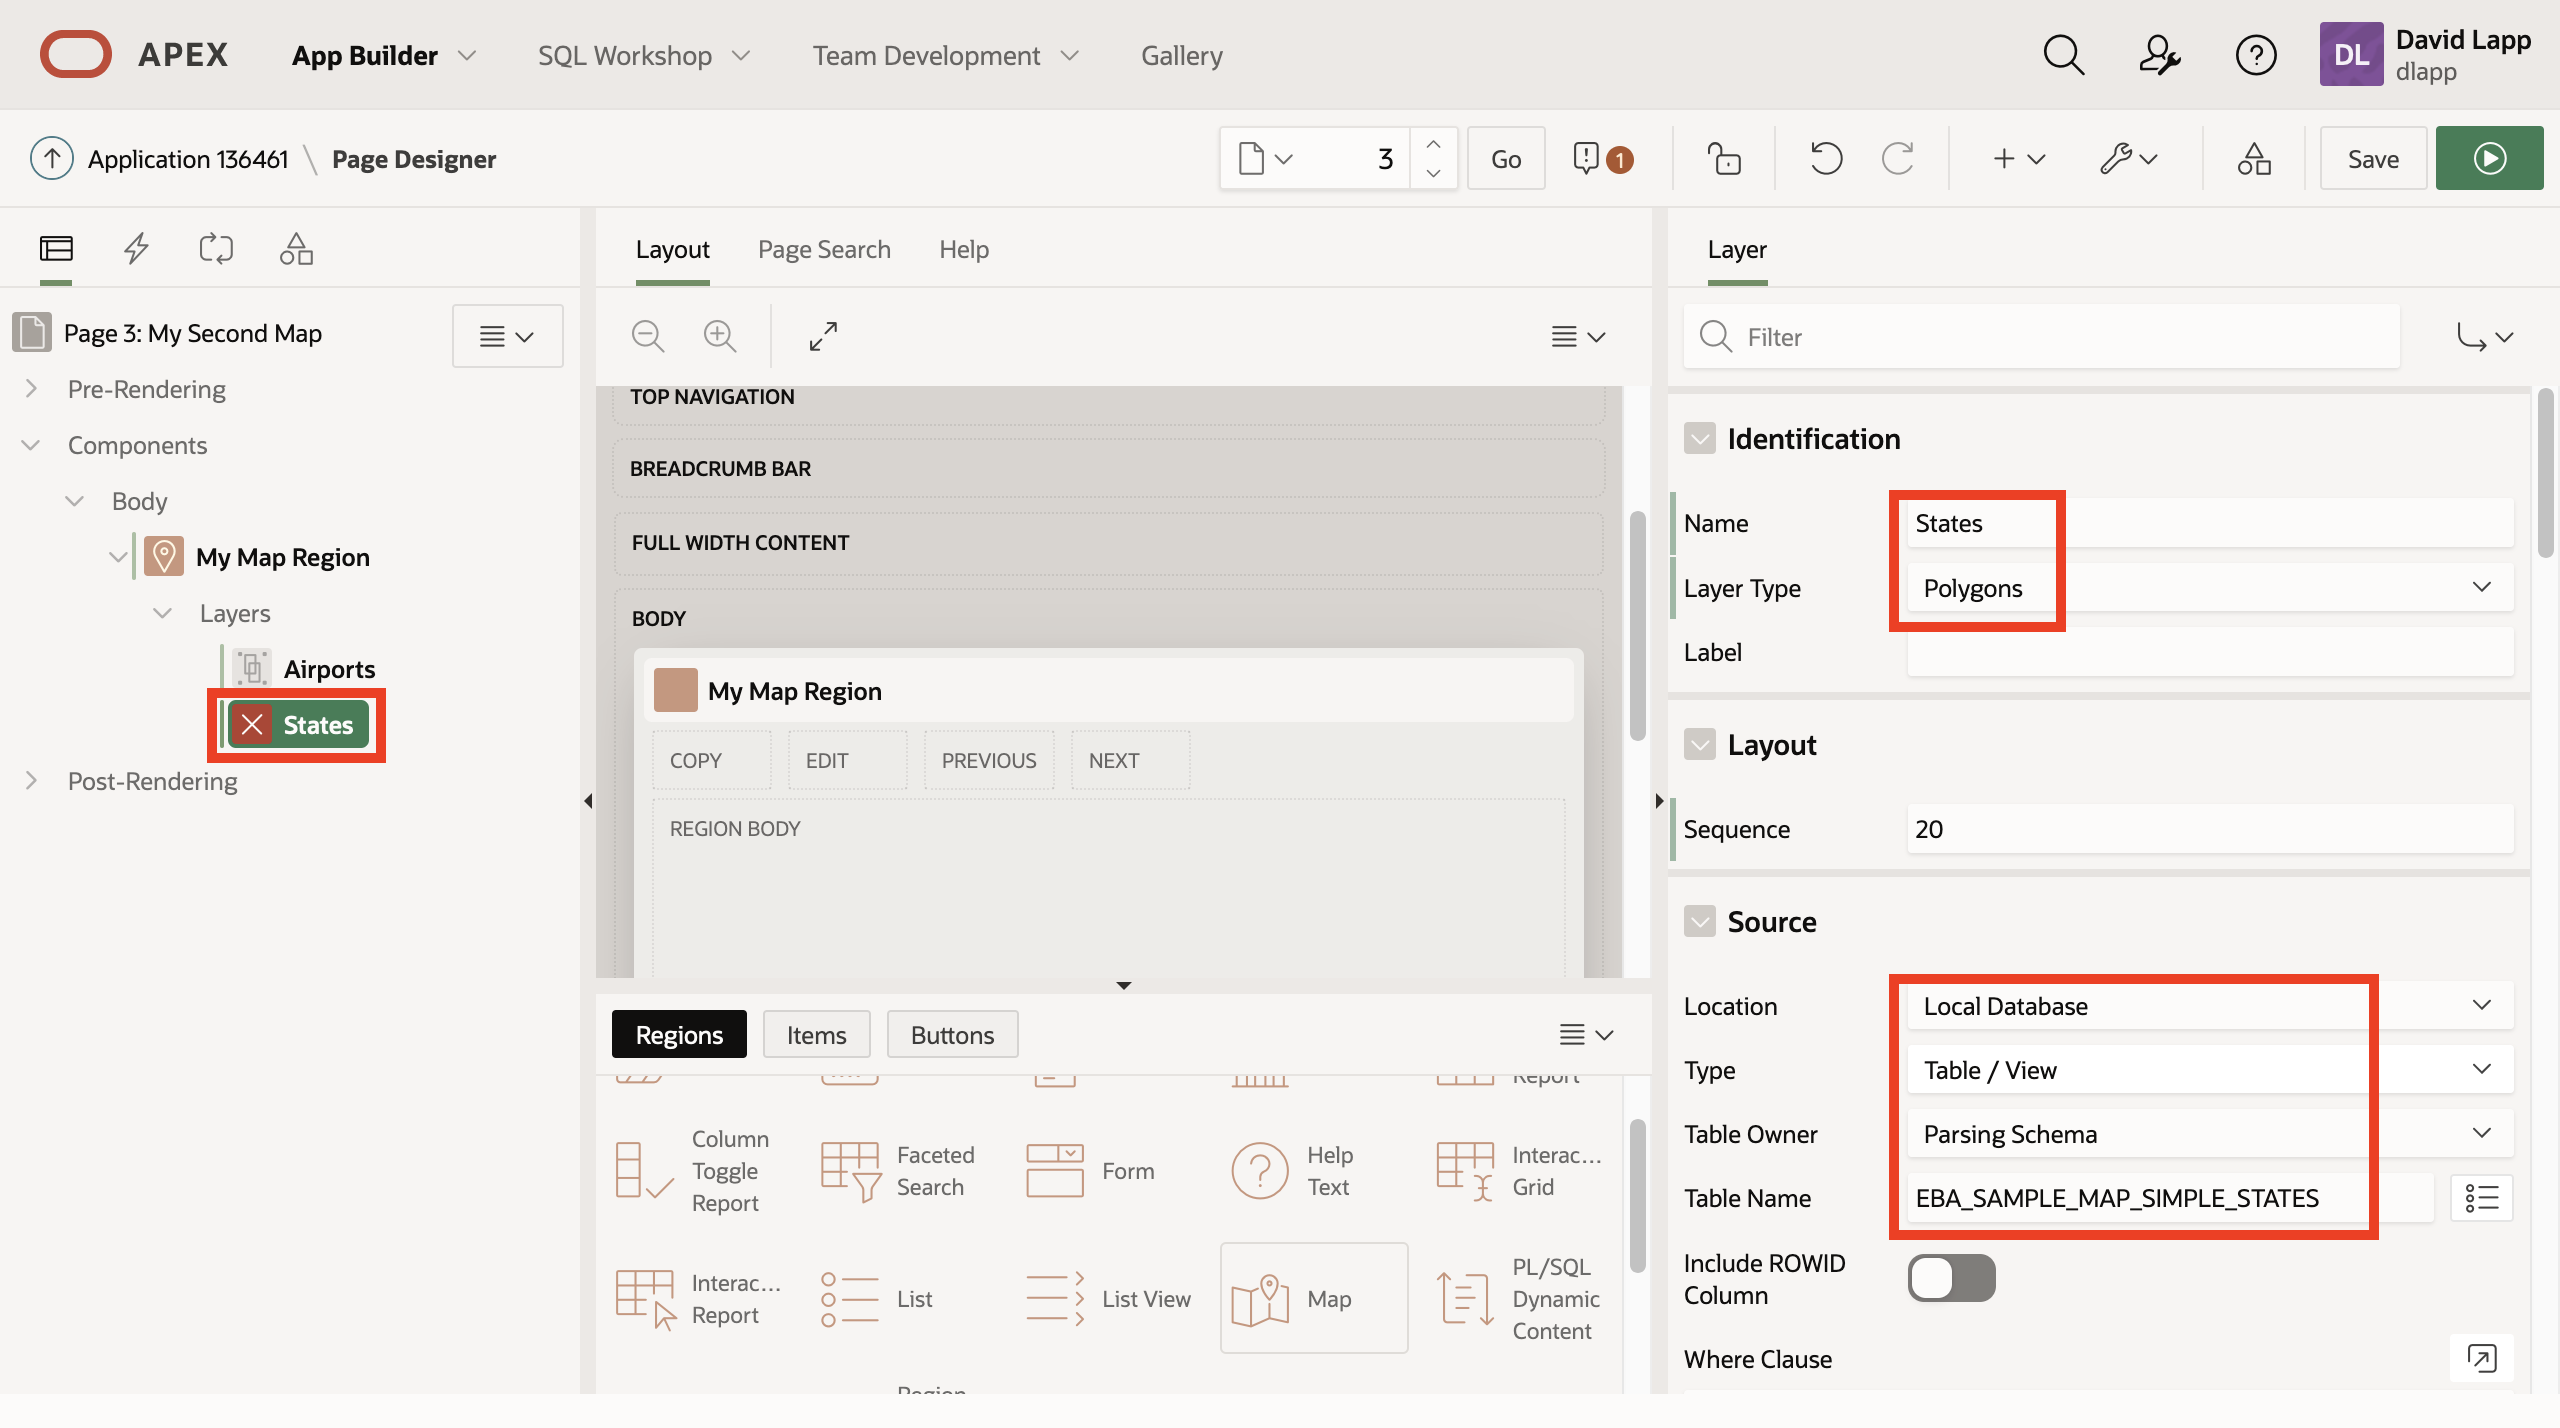 APEX
App Builder
SQL Workshop
Team Development
Gallery
DL
David Lapp
dlapp
Application 136461 \ Page Designer
3
Go
1
Save
Page 3: My Second Map
Pre-Rendering
Components
Body
My Map Region
Layers
Airports
States
Post-Rendering
Layout
Page Search
Help
TOP NAVIGATION
BREADCRUMB BAR
FULL WIDTH CONTENT
BODY
My Map Region
COPY
EDIT
PREVIOUS
NEXT
REGION BODY
Regions
Items
Buttons
Report
Column
Toggle
Report
Faceted
Search
Form
Help
Text
Interac...
Grid
Interac...
Report
List
List View
Map
PL/SQL
Dynamic
Content
Region
Layer
Filter
Identification
Name
States
Layer Type
Polygons
Label
Layout
Sequence
20
Source
Location
Local Database
Type
Table / View
Table Owner
Parsing Schema
Table Name
EBA_SAMPLE_MAP_SIMPLE_STATES
Include ROWID
Column
Where Clause